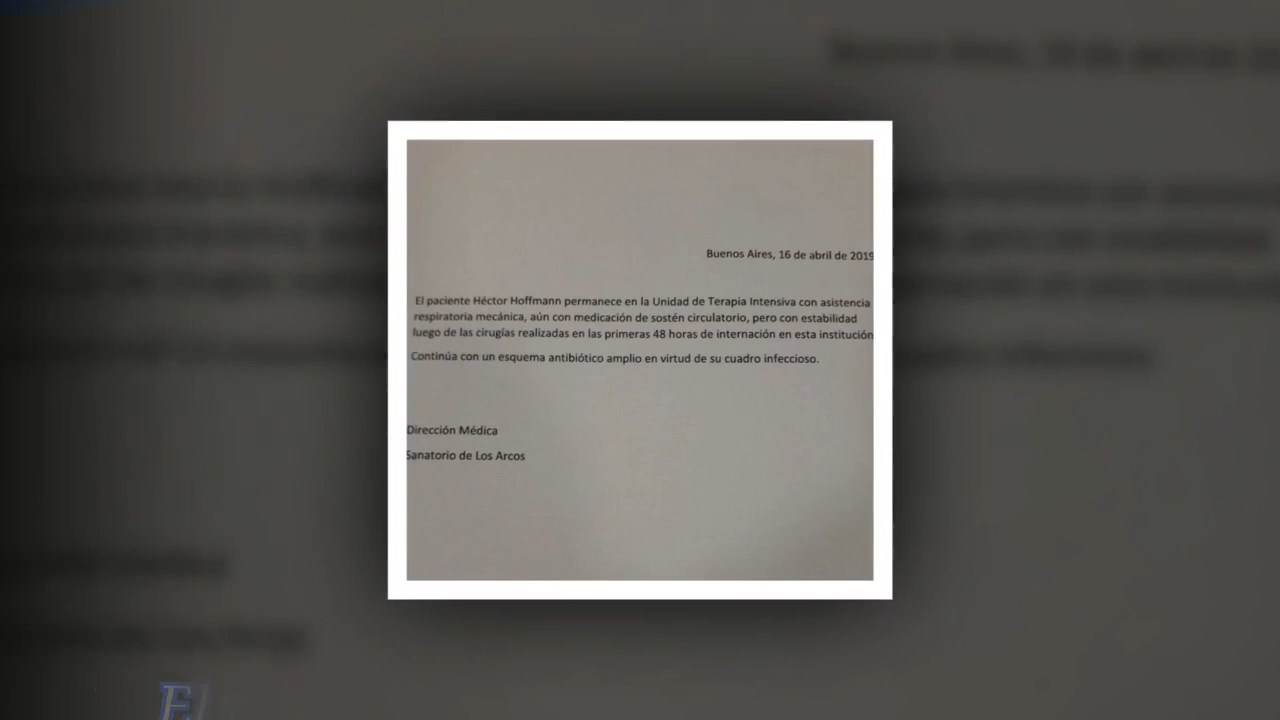 Buenos Aires, 16 de abril de 2019
El paciente Héctor Hoffmann permanece en la Unidad de Terapia Intensiva con asistencia
respiratoria mecánica, aún con medicación de sostén circulatorio, pero con estabilidad
luego de las cirugías realizadas en las primeras 48 horas de internación en esta institución
Continúa con un esquema antibiótico amplio en virtud de su cuadro infeccioso.
Dirección Médica
Sanatorio de Los Arcos